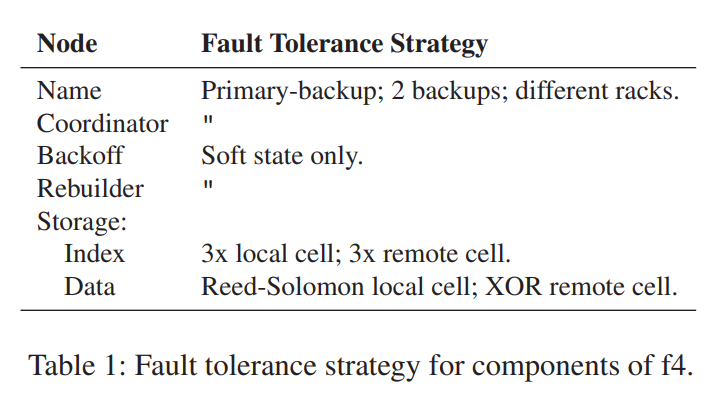 Node Fault Tolerance Strategy
Name Primary-backup; 2 backups; different racks.
Coordinator "
Backoff Soft state only.
Rebuilder "
Storage:
Index 3x local cell; 3x remote cell.
Data Reed-Solomon local cell; XOR remote cell.
Table 1: Fault tolerance strategy for components of f4.